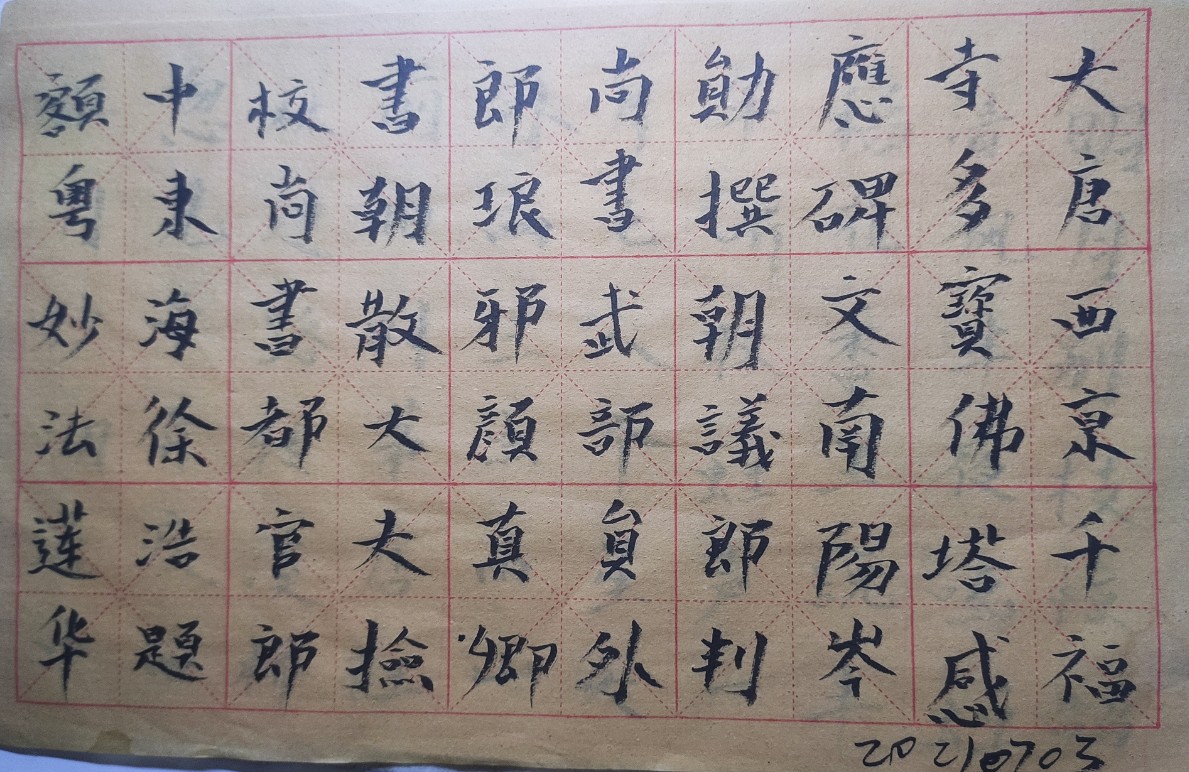 大唐西京千福
寺多寶佛塔感
應碑文南陽岑
勛撰朝議郎判
尚書武部員外
郎琅邪顏真卿
書朝散大夫撿
校尚書都官郎
中東海徐浩題
額粤妙法莲华
20210703